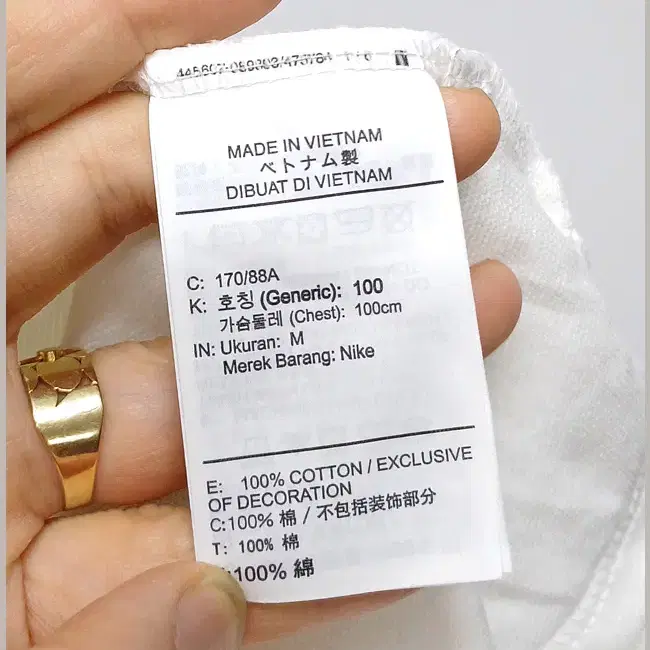 MADE IN VIETNAM
ベトナム製
DIBUAT DI VIETNAM
C: 170/88A
K: 호칭 (Generic): 100
가슴둘레 (Chest): 100cm
IN: Ukuran: M
Merek Barang: Nike
E: 100% COTTON / EXCLUSIVE
OF DECORATION
C:100% 棉 / 不包括装饰部分
T: 100% 棉
:100% 綿